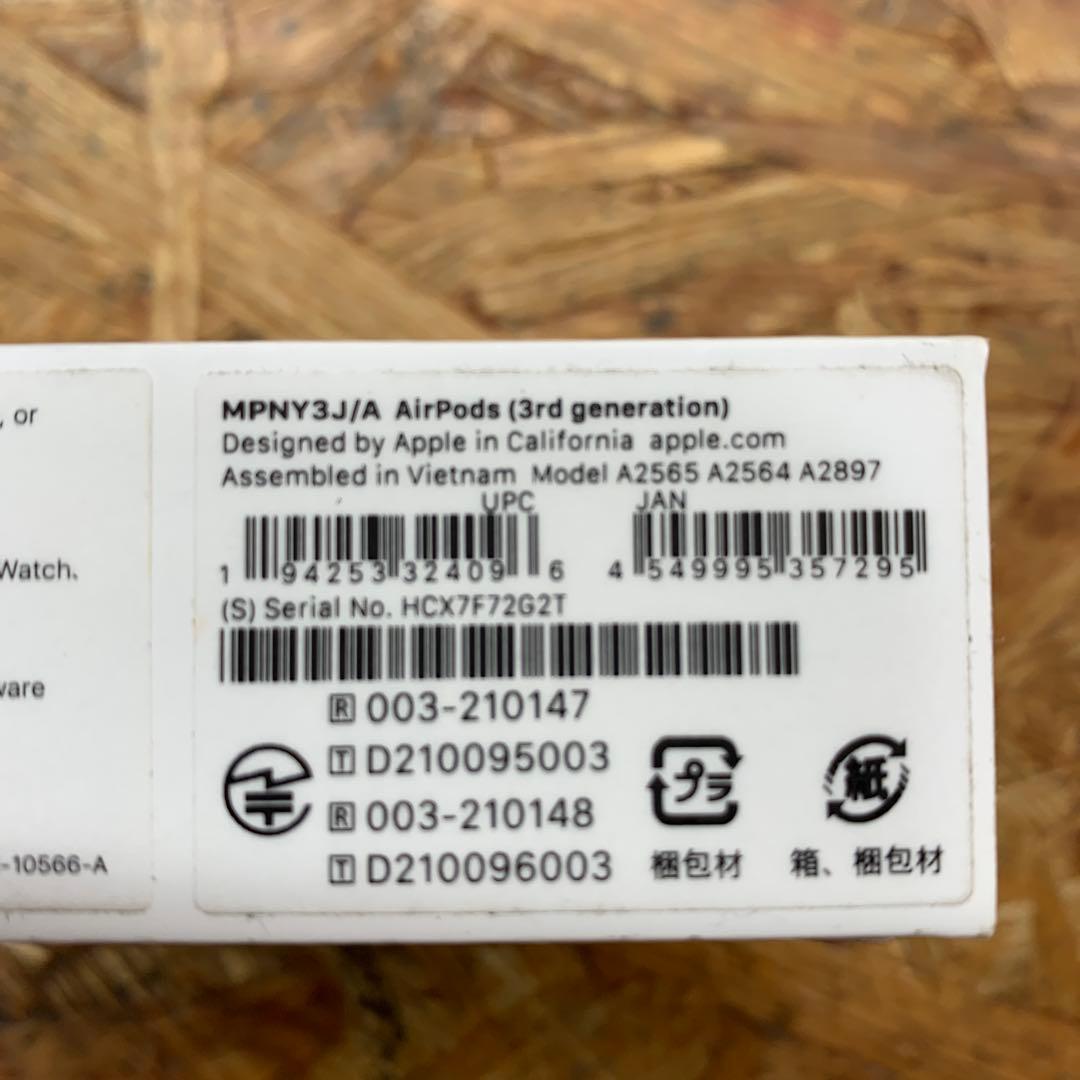 , or
Watch.
ware
-10566-A
MPNY3J/A AirPods (3rd generation)
Designed by Apple in California apple.com
Assembled in Vietnam Model A2565 A2564 A2897
UPC JAN
1 94253 32409 6 4 549995 357295
(S) Serial No. HCX7F72G2T
R 003-210147
T D210095003
R 003-210148
T D210096003
プラ
梱包材
紙
箱、梱包材